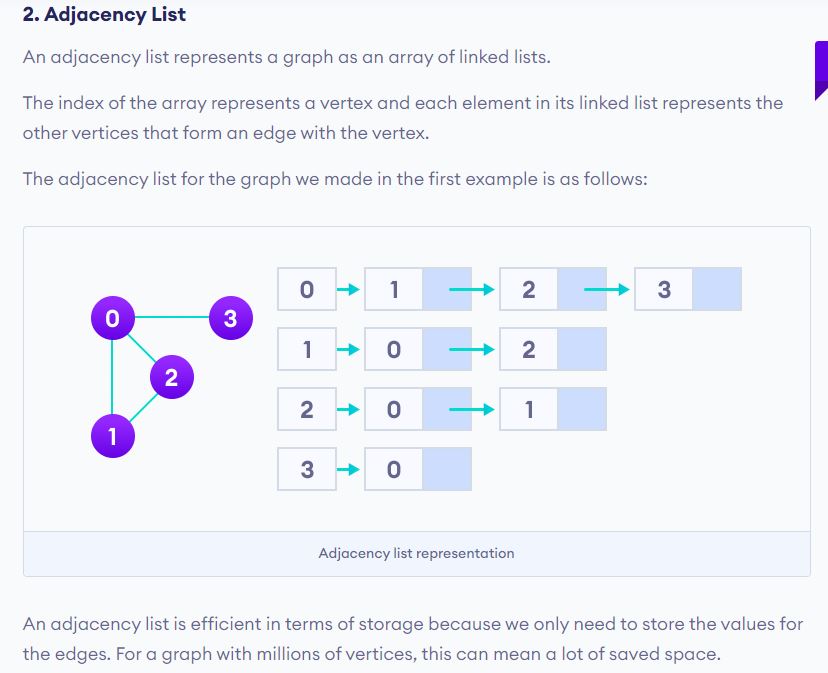 2. Adjacency List
An adjacency list represents a graph as an array of linked lists.
The index of the array represents a vertex and each element in its linked list represents the
other vertices that form an edge with the vertex.
The adjacency list for the graph we made in the first example is as follows:
0 3
2
1
0 1 2 3
1 0 2
2 0 1
3 0
Adjacency list representation
An adjacency list is efficient in terms of storage because we only need to store the values for
the edges. For a graph with millions of vertices, this can mean a lot of saved space.